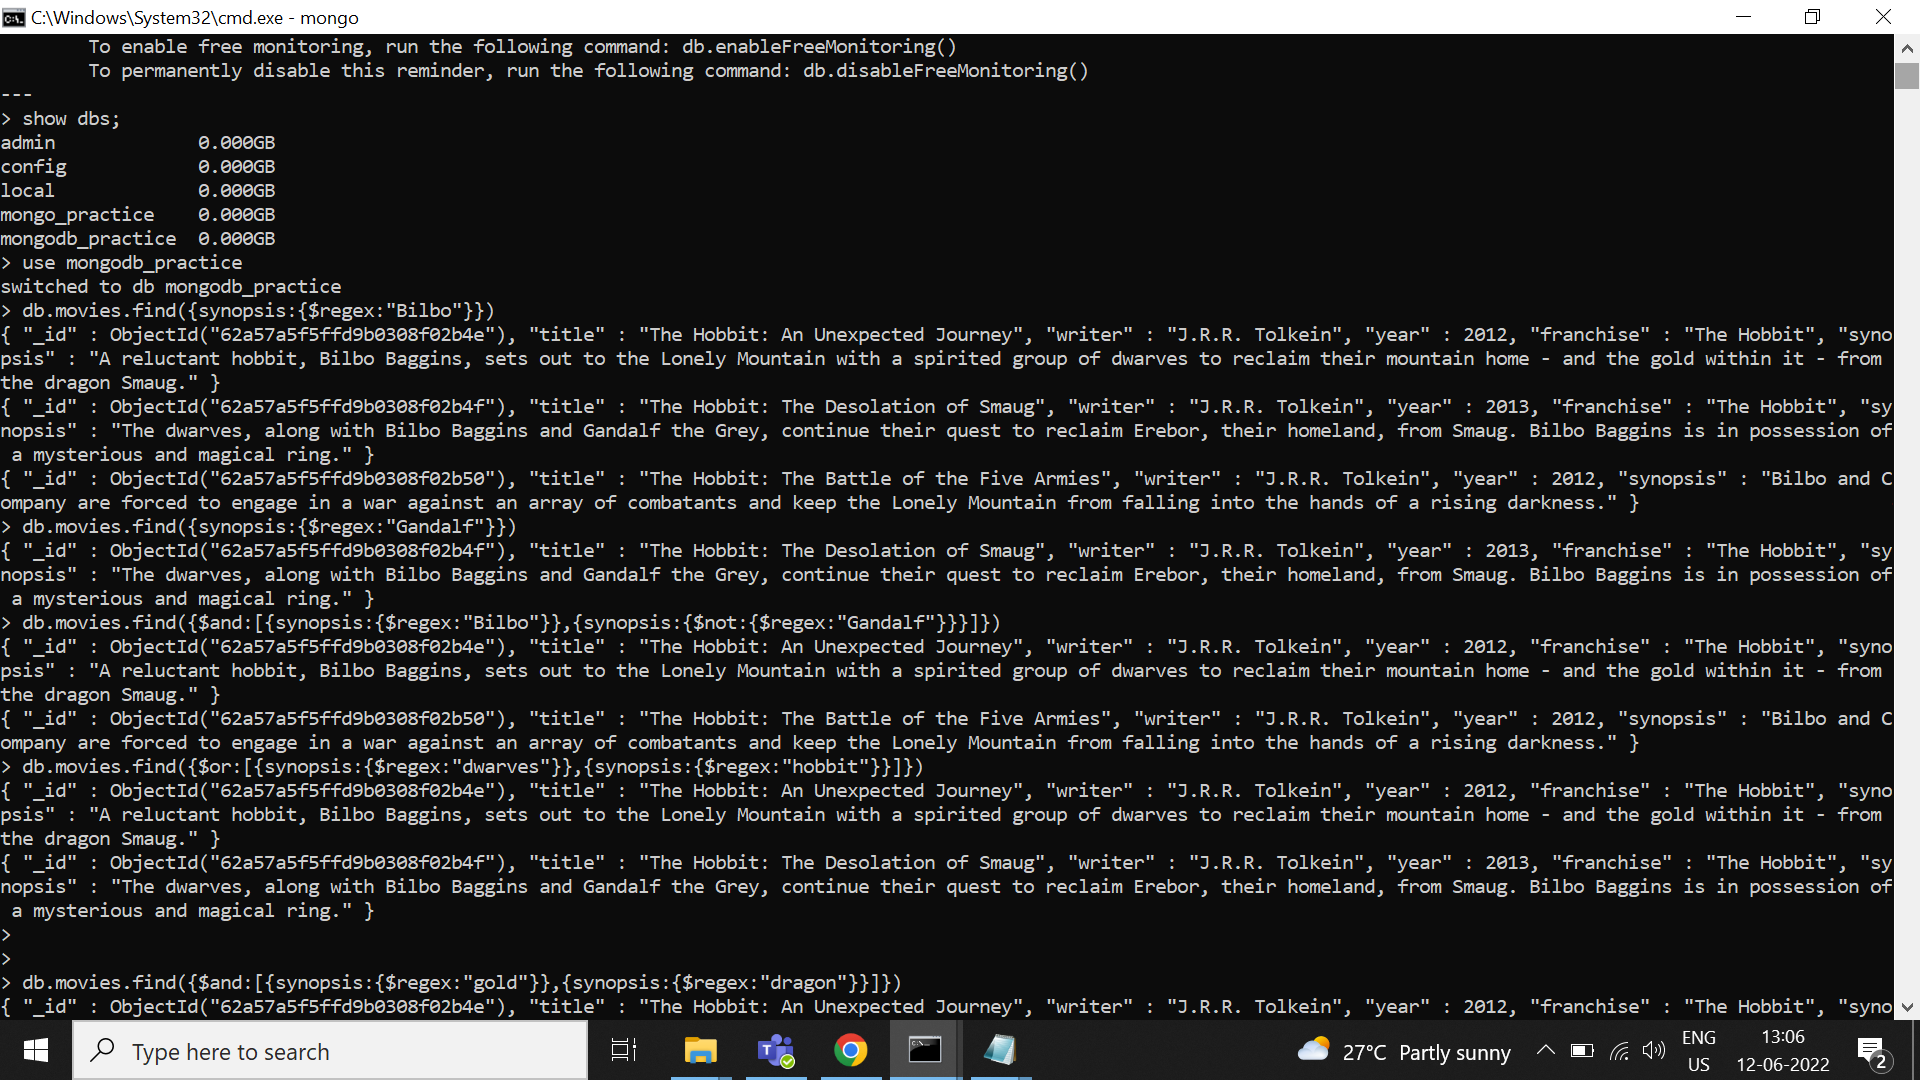 C:\Windows\System32\cmd.exe - mongo
To enable free monitoring, run the following command: db.enableFreeMonitoring()
To permanently disable this reminder, run the following command: db.disableFreeMonitoring()
---
> show dbs;
admin             0.000GB
config            0.000GB
local             0.000GB
mongo_practice    0.000GB
mongodb_practice  0.000GB
> use mongodb_practice
switched to db mongodb_practice
> db.movies.find({synopsis:{$regex:"Bilbo"}})
{ "_id" : ObjectId("62a57a5f5ffd9b0308f02b4e"), "title" : "The Hobbit: An Unexpected Journey", "writer" : "J.R.R. Tolkein", "year" : 2012, "franchise" : "The Hobbit", "syno
psis" : "A reluctant hobbit, Bilbo Baggins, sets out to the Lonely Mountain with a spirited group of dwarves to reclaim their mountain home - and the gold within it - from
the dragon Smaug." }
{ "_id" : ObjectId("62a57a5f5ffd9b0308f02b4f"), "title" : "The Hobbit: The Desolation of Smaug", "writer" : "J.R.R. Tolkein", "year" : 2013, "franchise" : "The Hobbit", "sy
nopsis" : "The dwarves, along with Bilbo Baggins and Gandalf the Grey, continue their quest to reclaim Erebor, their homeland, from Smaug. Bilbo Baggins is in possession of
a mysterious and magical ring." }
{ "_id" : ObjectId("62a57a5f5ffd9b0308f02b50"), "title" : "The Hobbit: The Battle of the Five Armies", "writer" : "J.R.R. Tolkein", "year" : 2012, "synopsis" : "Bilbo and C
ompany are forced to engage in a war against an array of combatants and keep the Lonely Mountain from falling into the hands of a rising darkness." }
> db.movies.find({synopsis:{$regex:"Gandalf"}})
{ "_id" : ObjectId("62a57a5f5ffd9b0308f02b4f"), "title" : "The Hobbit: The Desolation of Smaug", "writer" : "J.R.R. Tolkein", "year" : 2013, "franchise" : "The Hobbit", "sy
nopsis" : "The dwarves, along with Bilbo Baggins and Gandalf the Grey, continue their quest to reclaim Erebor, their homeland, from Smaug. Bilbo Baggins is in possession of
a mysterious and magical ring." }
> db.movies.find({$and:[{synopsis:{$regex:"Bilbo"}},{synopsis:{$not:{$regex:"Gandalf"}}}]})
{ "_id" : ObjectId("62a57a5f5ffd9b0308f02b4e"), "title" : "The Hobbit: An Unexpected Journey", "writer" : "J.R.R. Tolkein", "year" : 2012, "franchise" : "The Hobbit", "syno
psis" : "A reluctant hobbit, Bilbo Baggins, sets out to the Lonely Mountain with a spirited group of dwarves to reclaim their mountain home - and the gold within it - from
the dragon Smaug." }
{ "_id" : ObjectId("62a57a5f5ffd9b0308f02b50"), "title" : "The Hobbit: The Battle of the Five Armies", "writer" : "J.R.R. Tolkein", "year" : 2012, "synopsis" : "Bilbo and C
ompany are forced to engage in a war against an array of combatants and keep the Lonely Mountain from falling into the hands of a rising darkness." }
> db.movies.find({$or:[{synopsis:{$regex:"dwarves"}},{synopsis:{$regex:"hobbit"}}]})
{ "_id" : ObjectId("62a57a5f5ffd9b0308f02b4e"), "title" : "The Hobbit: An Unexpected Journey", "writer" : "J.R.R. Tolkein", "year" : 2012, "franchise" : "The Hobbit", "syno
psis" : "A reluctant hobbit, Bilbo Baggins, sets out to the Lonely Mountain with a spirited group of dwarves to reclaim their mountain home - and the gold within it - from
the dragon Smaug." }
{ "_id" : ObjectId("62a57a5f5ffd9b0308f02b4f"), "title" : "The Hobbit: The Desolation of Smaug", "writer" : "J.R.R. Tolkein", "year" : 2013, "franchise" : "The Hobbit", "sy
nopsis" : "The dwarves, along with Bilbo Baggins and Gandalf the Grey, continue their quest to reclaim Erebor, their homeland, from Smaug. Bilbo Baggins is in possession of
a mysterious and magical ring." }
>
>
> db.movies.find({$and:[{synopsis:{$regex:"gold"}},{synopsis:{$regex:"dragon"}}]})
{ "_id" : ObjectId("62a57a5f5ffd9b0308f02b4e"), "title" : "The Hobbit: An Unexpected Journey", "writer" : "J.R.R. Tolkein", "year" : 2012, "franchise" : "The Hobbit", "syno
Type here to search
27°C Partly sunny
ENG
US
13:06
12-06-2022
2